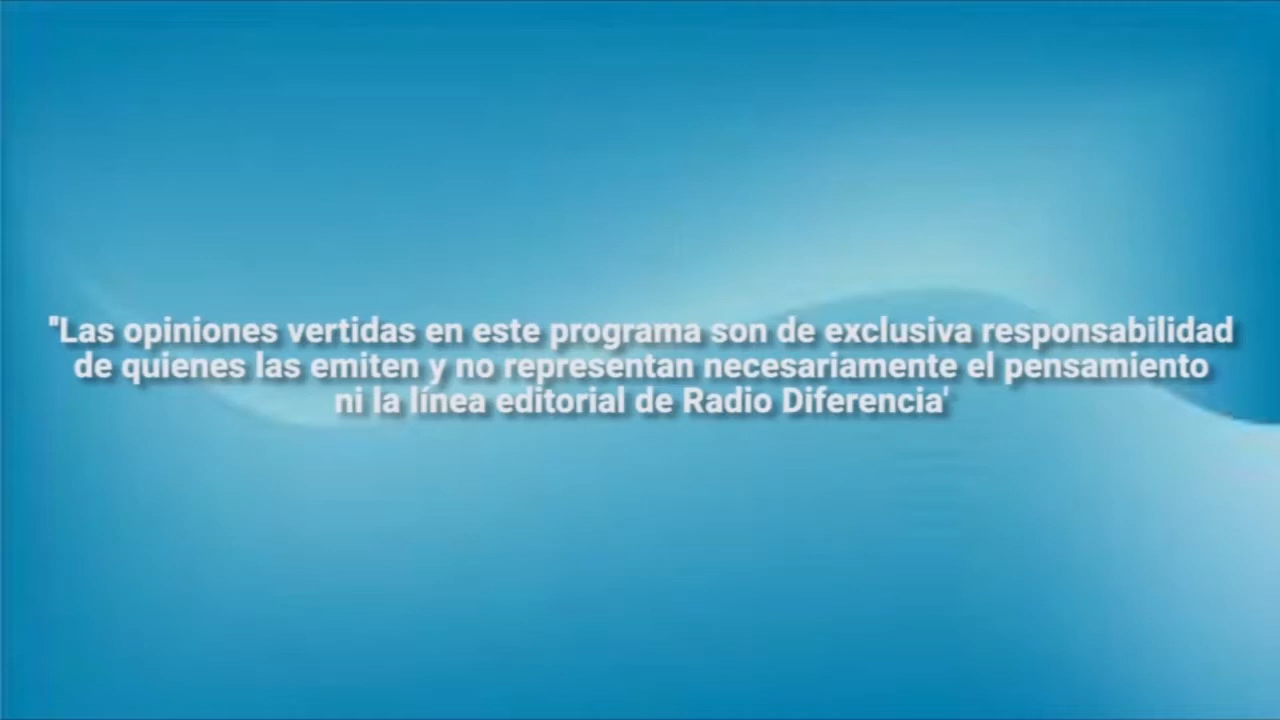 "Las opiniones vertidas en este programa son de exclusiva responsabilidad
de quienes las emiten y no representan necesariamente el pensamiento
ni la línea editorial de Radio Diferencia'